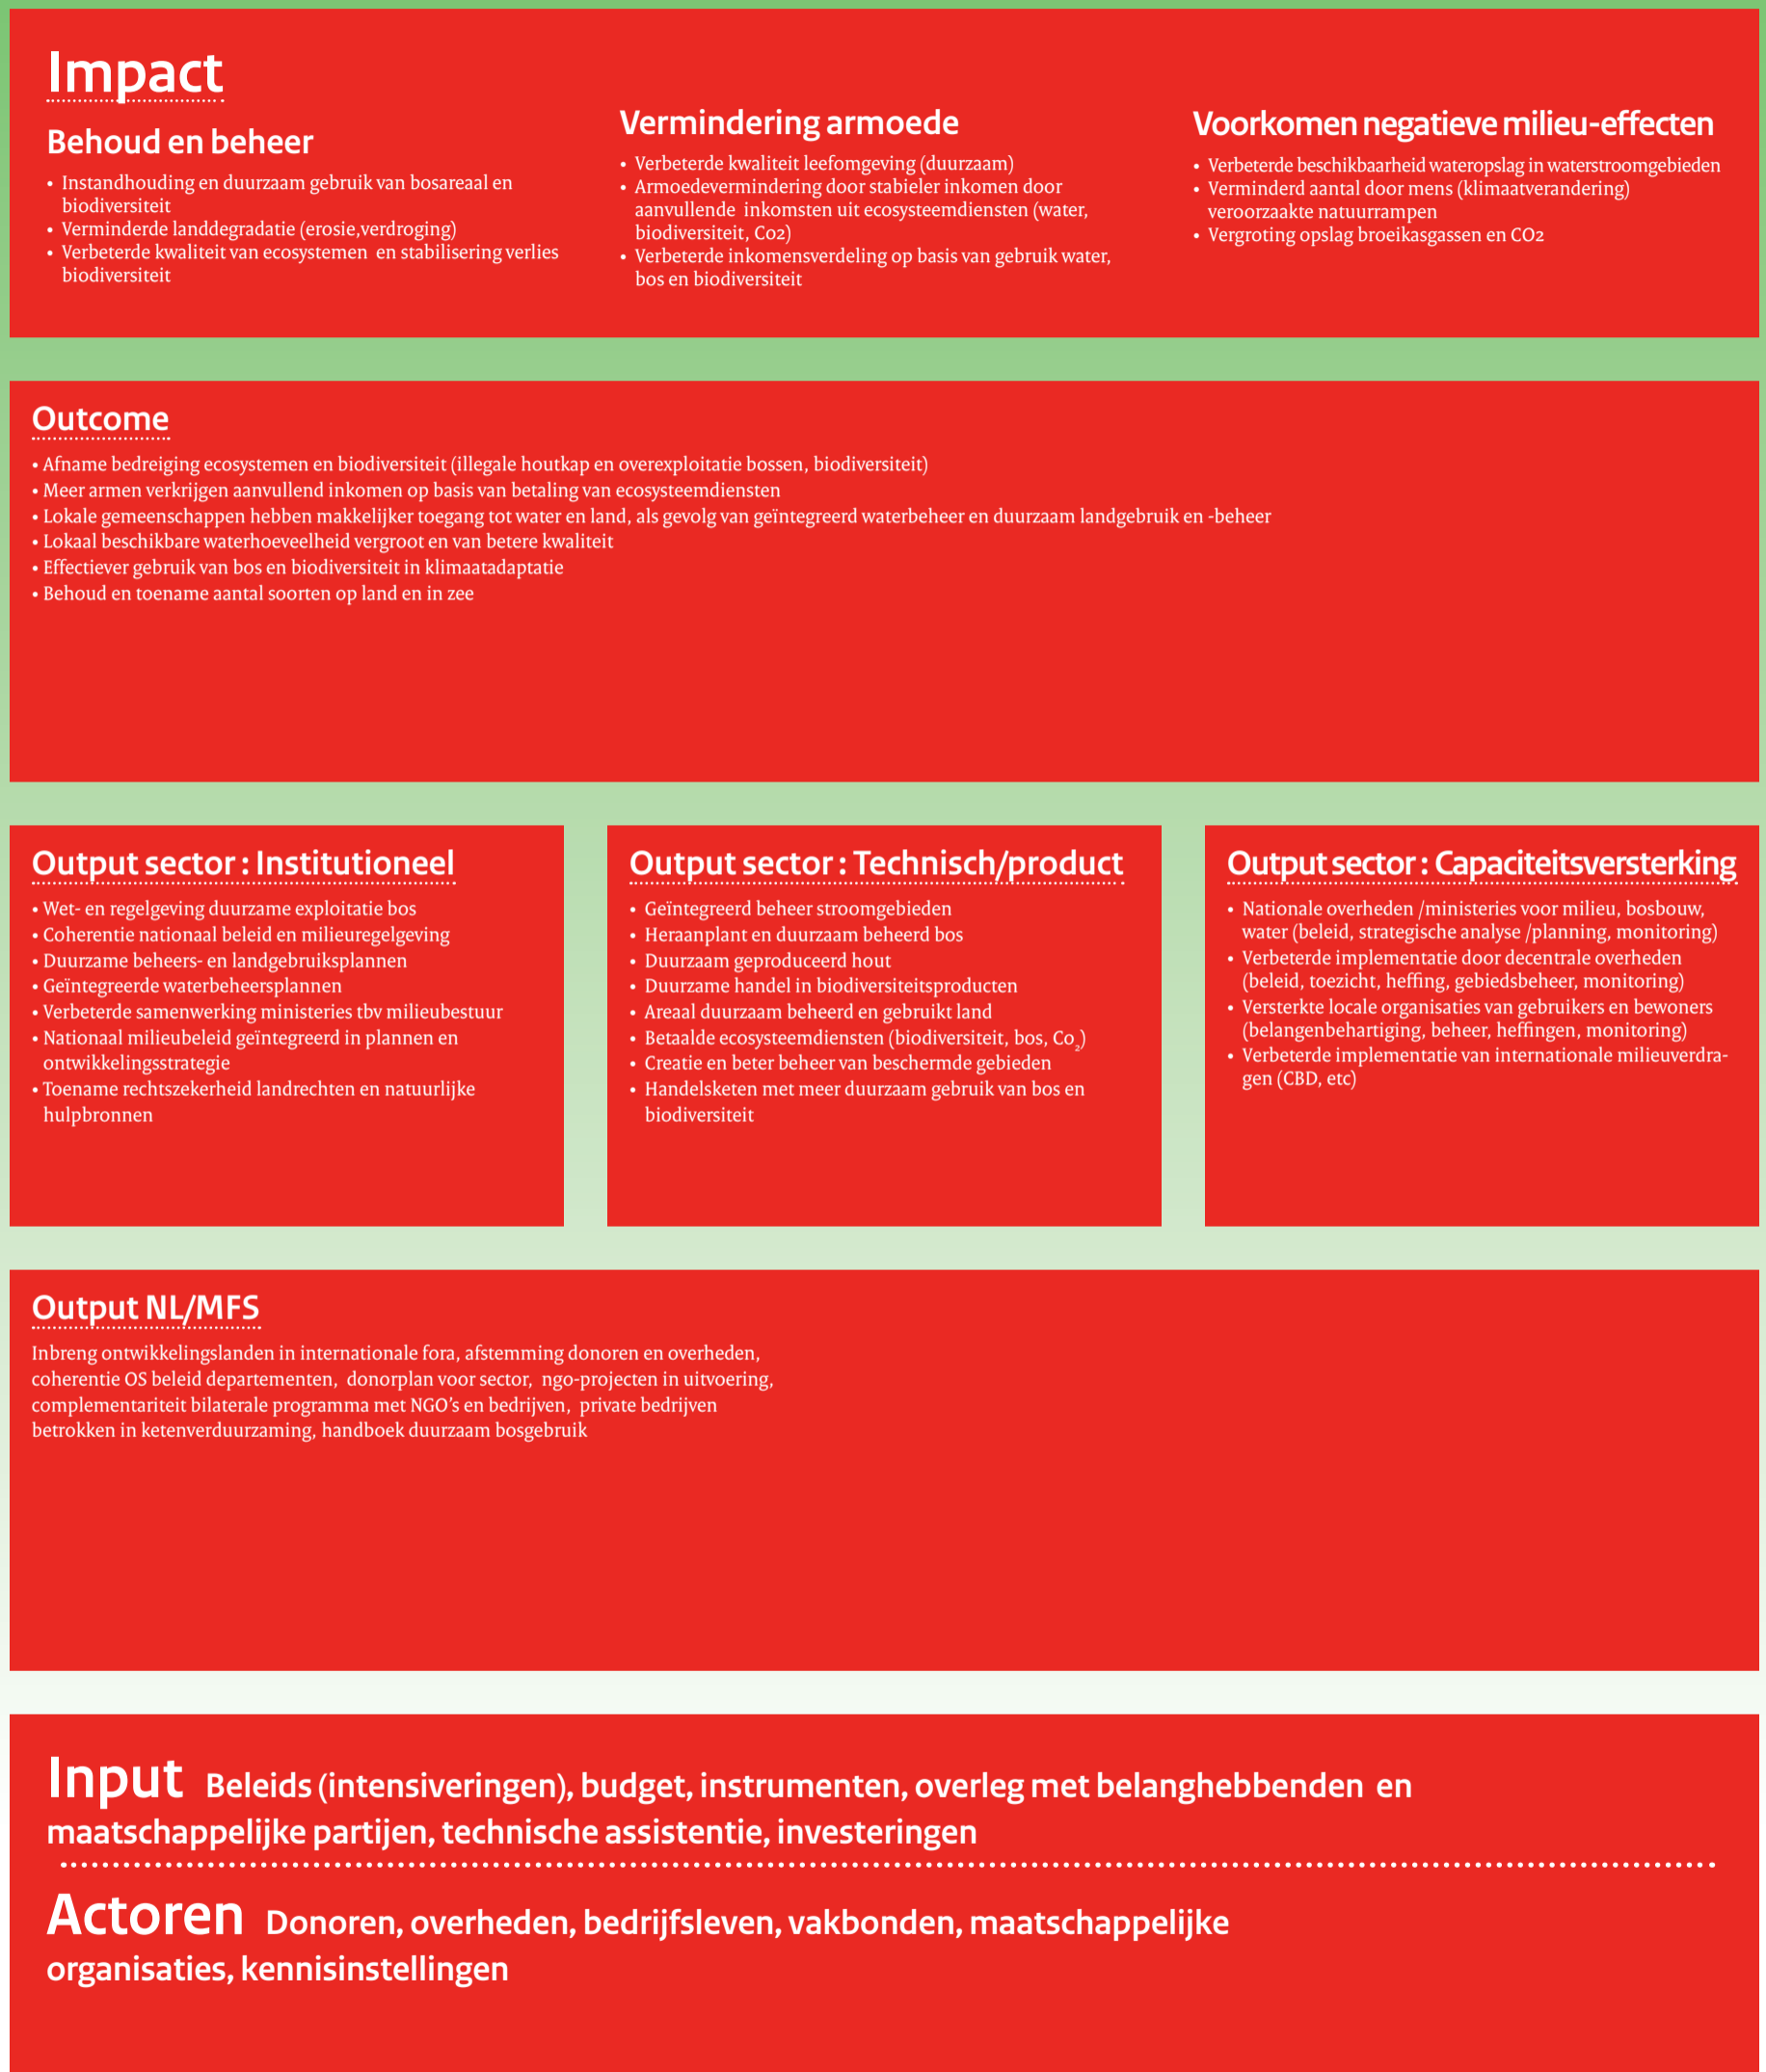 Impact
Behoud en beheer
• Instandhouding en duurzaam gebruik van bosareaal en
biodiversiteit
• Verminderde landdegradatie (erosie,verdroging)
• Verbeterde kwaliteit van ecosystemen en stabilisering verlies
biodiversiteit
Vermindering armoede
• Verbeterde kwaliteit leefomgeving (duurzaam)
• Armoedevermindering door stabieler inkomen door
aanvullende inkomsten uit ecosysteemdiensten (water,
biodiversiteit, Co2)
• Verbeterde inkomensverdeling op basis van gebruik water,
bos en biodiversiteit
Voorkomen negatieve milieu-effecten
• Verbeterde beschikbaarheid wateropslag in waterstroomgebieden
• Verminderd aantal door mens (klimaatverandering)
veroorzaakte natuurrampen
• Vergroting opslag broeikasgassen en CO2
Outcome
• Afname bedreiging ecosystemen en biodiversiteit (illegale houtkap en overexploitatie bossen, biodiversiteit)
• Meer armen verkrijgen aanvullend inkomen op basis van betaling van ecosysteemdiensten
• Lokale gemeenschappen hebben makkelijker toegang tot water en land, als gevolg van geïntegreerd waterbeheer en duurzaam landgebruik en -beheer
• Lokaal beschikbare waterhoeveelheid vergroot en van betere kwaliteit
• Effectiever gebruik van bos en biodiversiteit in klimaatadaptatie
• Behoud en toename aantal soorten op land en in zee
Output sector : Institutioneel
• Wet- en regelgeving duurzame exploitatie bos
• Coherentie nationaal beleid en milieuregelgeving
• Duurzame beheers- en landgebruiksplannen
• Geïntegreerde waterbeheersplannen
• Verbeterde samenwerking ministeries tbv milieubestuur
• Nationaal milieubeleid geïntegreerd in plannen en
ontwikkelingsstrategie
• Toename rechtszekerheid landrechten en natuurlijke
hulpbronnen
Output sector : Technisch/product
• Geïntegreerd beheer stroomgebieden
• Heraanplant en duurzaam beheerd bos
• Duurzaam geproduceerd hout
• Duurzame handel in biodiversiteitsproducten
• Areaal duurzaam beheerd en gebruikt land
• Betaalde ecosysteemdiensten (biodiversiteit, bos, Co₂)
• Creatie en beter beheer van beschermde gebieden
• Handelsketen met meer duurzaam gebruik van bos en
biodiversiteit
Output sector : Capaciteitsversterking
• Nationale overheden /ministeries voor milieu, bosbouw,
water (beleid, strategische analyse /planning, monitoring)
• Verbeterde implementatie door decentrale overheden
(beleid, toezicht, heffing, gebiedsbeheer, monitoring)
• Versterkte locale organisaties van gebruikers en bewoners
(belangenbehartiging, beheer, heffingen, monitoring)
• Verbeterde implementatie van internationale milieuverdra-
gen (CBD, etc)
Output NL/MFS
Inbreng ontwikkelingslanden in internationale fora, afstemming donoren en overheden,
coherentie OS beleid departementen, donorplan voor sector, ngo-projecten in uitvoering,
complementariteit bilaterale programma met NGO's en bedrijven, private bedrijven
betrokken in ketenverduurzaming, handboek duurzaam bosgebruik
Input Beleids (intensiveringen), budget, instrumenten, overleg met belanghebbenden en
maatschappelijke partijen, technische assistentie, investeringen
Actoren Donoren, overheden, bedrijfsleven, vakbonden, maatschappelijke
organisaties, kennisinstellingen